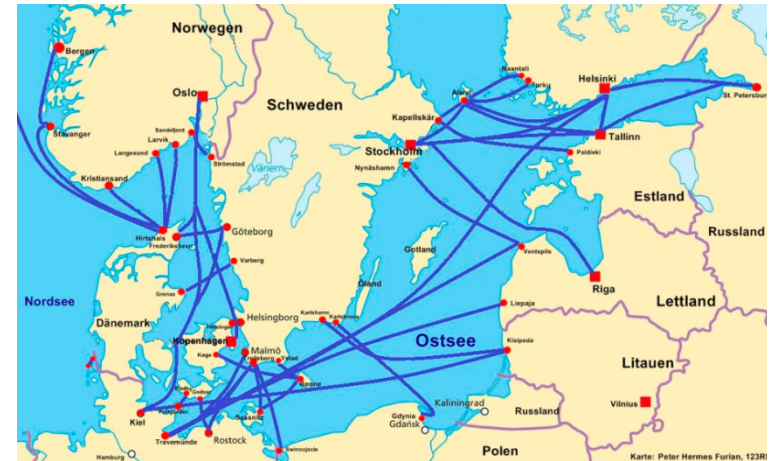 Norwegen
Bergen
Oslo
Schweden
Naantali
Turku
Åland
Helsinki
St. Petersburg
Kapellskär
Stavanger
Sandefjord
Larvik
Langesund
Strömstad
Vänern
Stockholm
Tallinn
Paldiski
Nynäshamn
Kristiansand
Estland
Russland
Göteborg
Hirtshals
Frederikshavn
Gotland
Ventspils
Varberg
Riga
Grenaa
Öland
Nordsee
Liepaja
Lettland
Dänemark
Helsingborg
Karlshamn
Karlskrona
Kopenhagen
Ostsee
Malmö
Køge
Trelleborg
Ystad
Klaipeda
Litauen
Rønne
Gedser
Kiel
Sassnitz
Kaliningrad
Vilnius
Gdynia
Gdańsk
Russland
Travemünde
Rostock
Swinoujscie
Hamburg
Polen
Karte: Peter Hermes Furian, 123RF